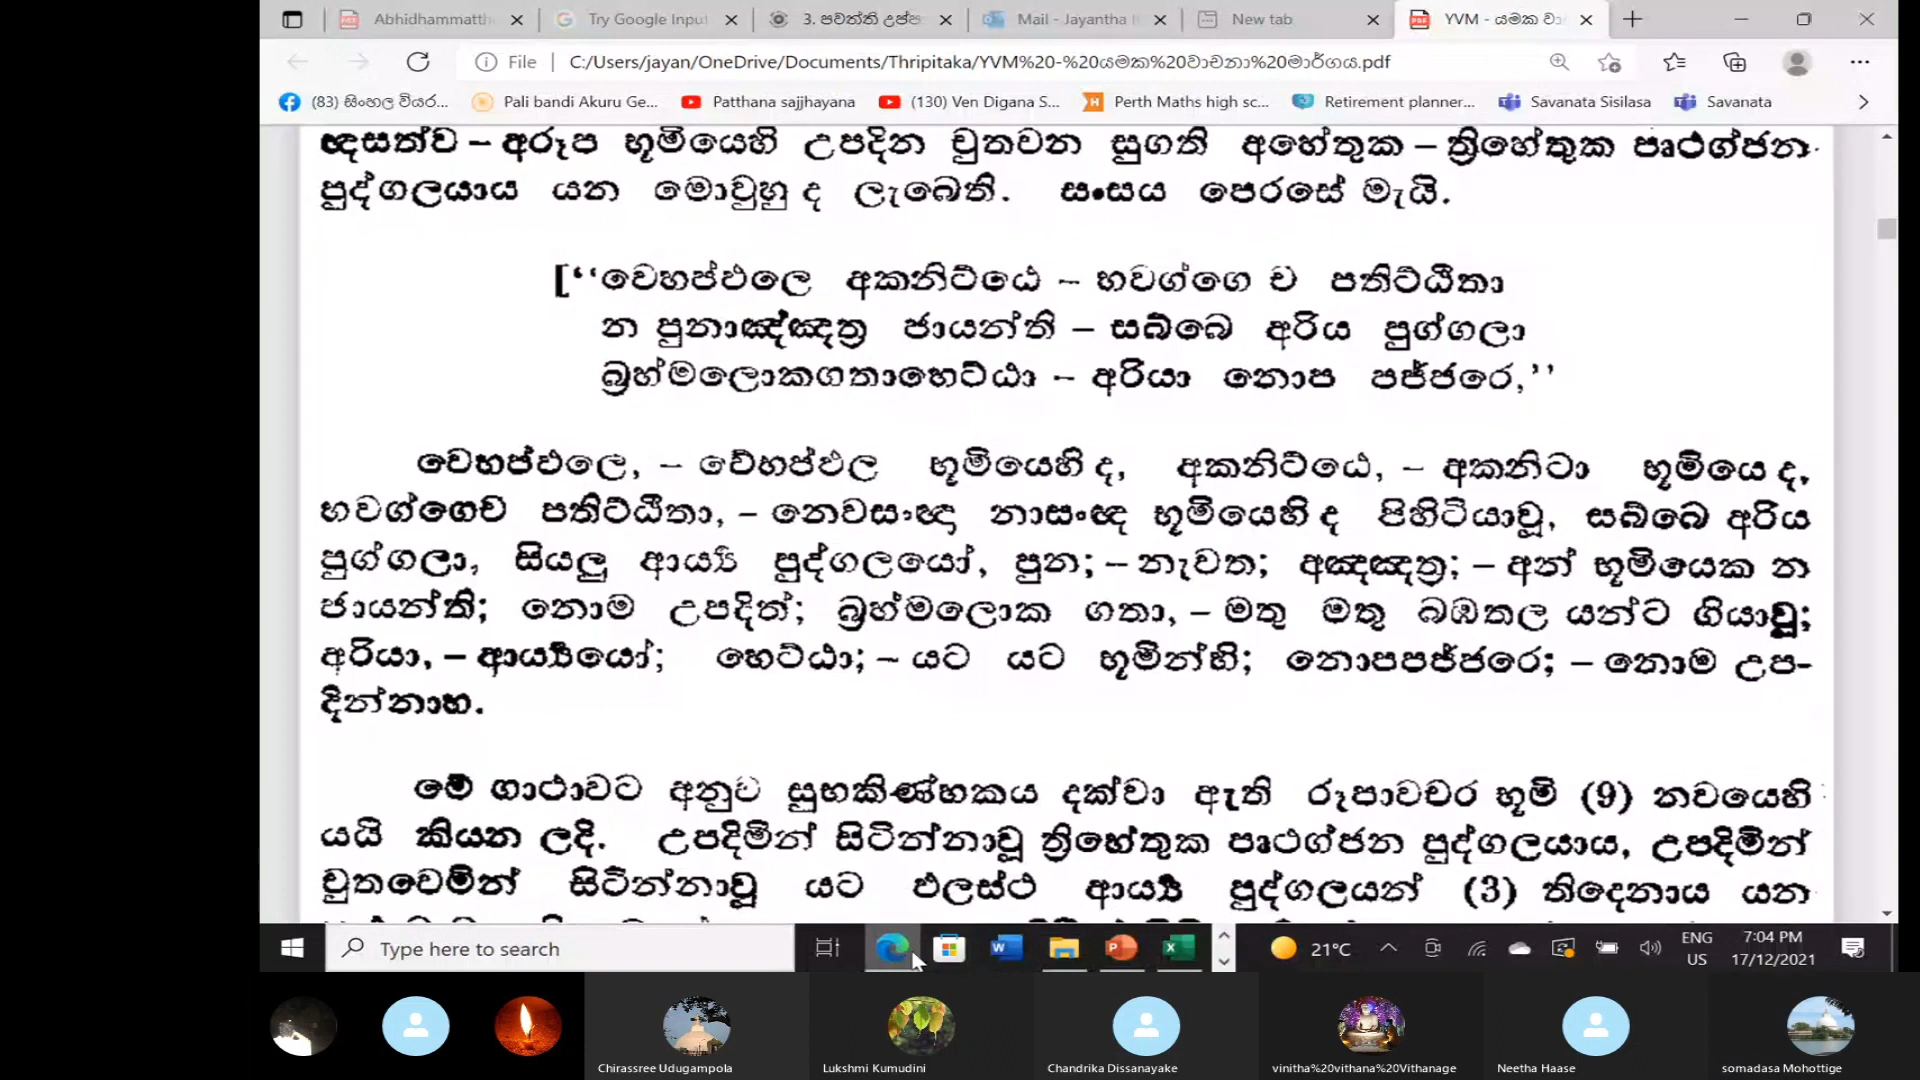 Abhidhammatth
Try Google Input
3. පවත්ති උප්ප
Mail - Jayantha
New tab
YVM - යමක වා
File
C:/Users/jayan/OneDrive/Documents/Thripitaka/YVM%20-%20යමක%20වාචනා%20මාර්ගය.pdf
(83) සිංහල වියර...
Pali bandi Akuru Ge...
Patthana sajjhayana
(130) Ven Digana S...
Perth Maths high sc...
Retirement planner...
Savanata Sisilasa
Savanata
ඤසත්ව – අරූප භූමියෙහි උපදින චුතවන සුගති අහේතුක – ත්‍රිහේතුක පෘථග්ජන
පුද්ගලයාය යන මොවුහු ද ලැබෙති. සංසය පෙරසේ මැයි.
[‘‘වෙහප්ඵලෙ අකනිට්ඨෙ – භවග්ගෙ ච පතිට්ඨිතා
න පුනාඤ්ඤත්‍ර ජායන්ති – සබ්බෙ අරිය පුග්ගලා
බ්‍රහ්මලොකගතාහෙට්ඨා – අරියා නොප පජ්ජරෙ,’’
වෙහප්ඵලෙ, – වේහප්ඵල භූමියෙහි ද, අකනිට්ඨෙ, – අකනිටා භූමියෙ ද,
භවග්ගෙච පතිට්ඨිතා, – නෙවසංඥා නාසංඥ භූමියෙහි ද පිහිටියාවූ, සබ්බෙ අරිය
පුග්ගලා, සියලු ආර්‍ය්‍ය පුද්ගලයෝ, පුන; – නැවත; අඤඤත්‍ර; – අන් භූමියෙක න
ජායන්ති; නොම උපදිත්; බ්‍රහ්මලොක ගතා, – මතු මතු බඹතල යන්ට ගියාවූ;
අරියා, – ආර්‍ය්‍යයෝ; හෙට්ඨා; – යට යට භූමින්හි; නොපපජ්ජරෙ; – නොම උප-
දින්නාහ.
මේ ගාථාවට අනුව සුභකිණ්හකය දක්වා ඇති රූපාවචර භූමි (9) නවයෙහි
යයි කියන ලදි. උපදිමින් සිටින්නාවූ ත්‍රිහේතුක පෘථග්ජන පුද්ගලයාය, උපදිමින්
චුතවෙමින් සිටින්නාවූ යට ඵලස්ථ ආර්‍ය්‍ය පුද්ගලයන් (3) තිදෙනාය යන
Type here to search
21°C
ENG
US
7:04 PM
17/12/2021
Chirassree Udugampola
Lukshmi Kumudini
Chandrika Dissanayake
vinitha%20vithana%20Vithanage
Neetha Haase
somadasa Mohottige